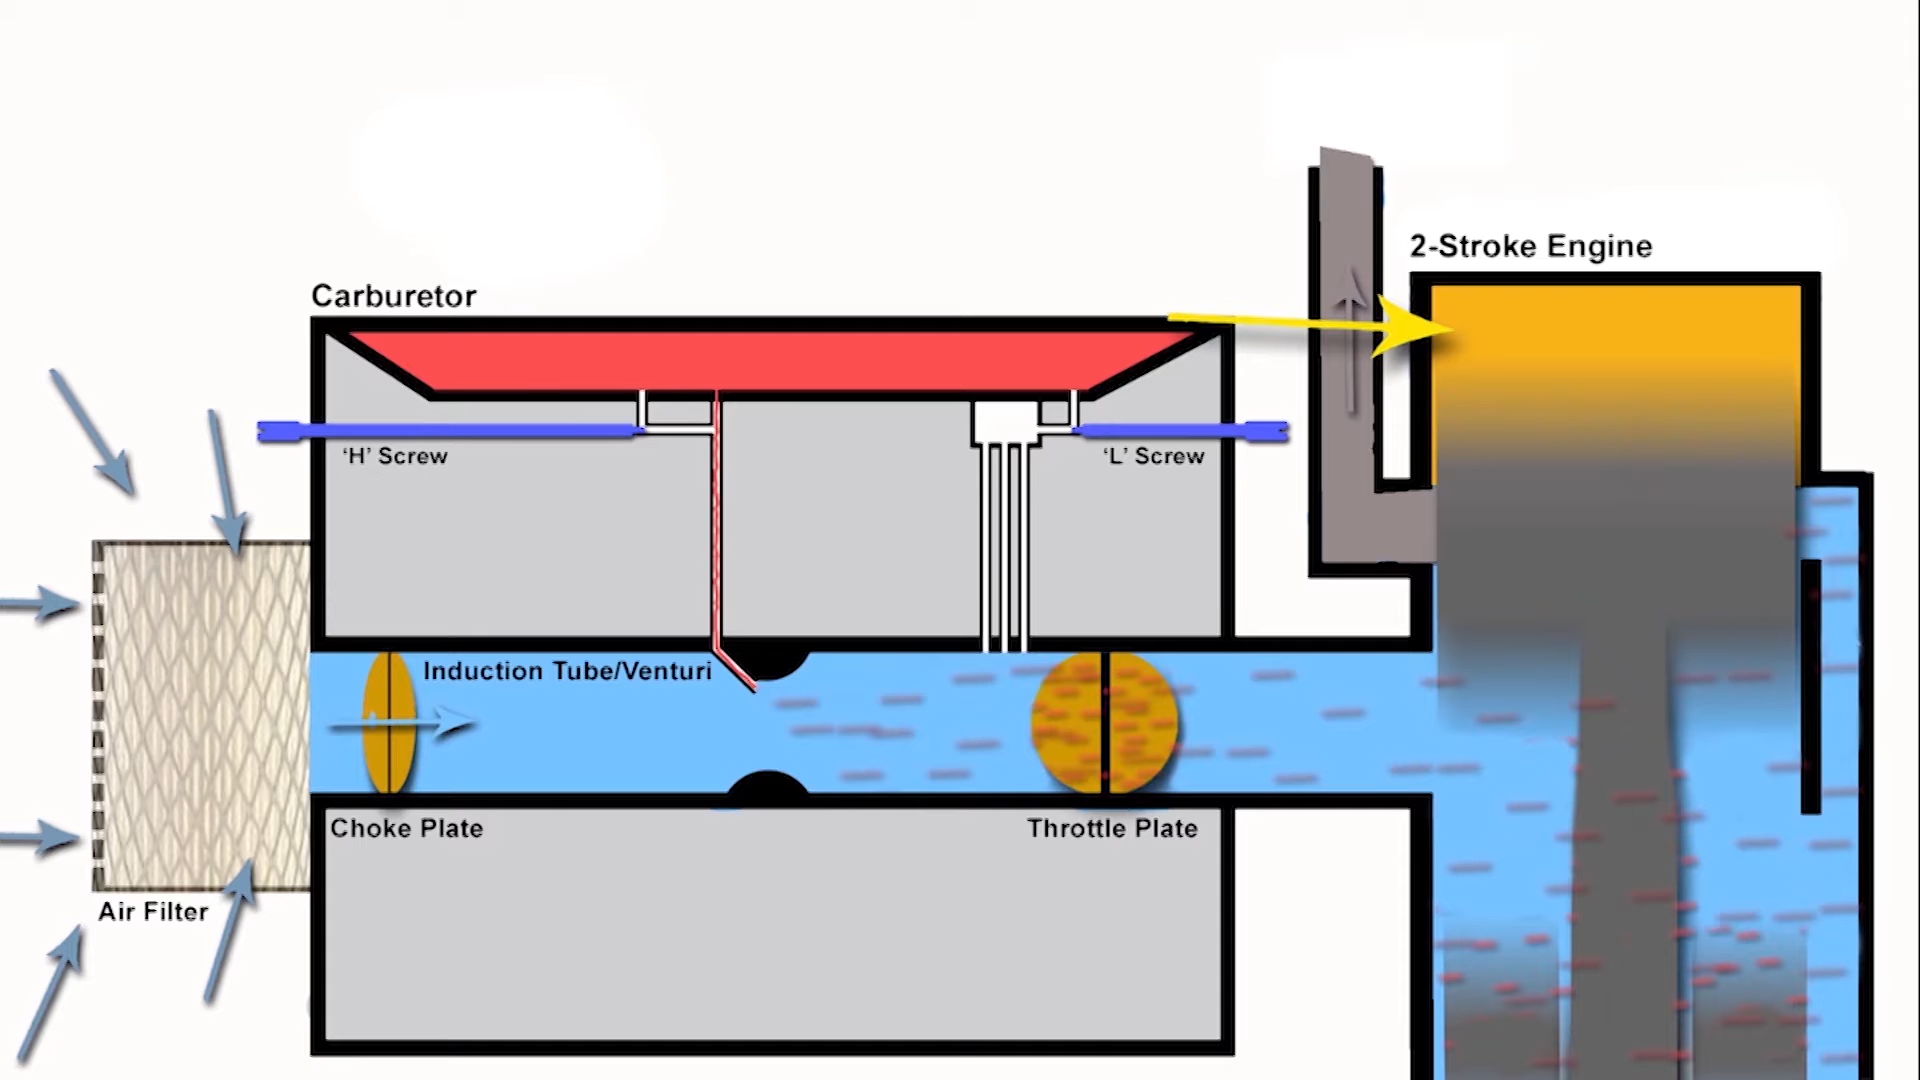 2-Stroke Engine
Carburetor
‘H’ Screw
‘L’ Screw
Induction Tube/Venturi
Choke Plate
Throttle Plate
Air Filter